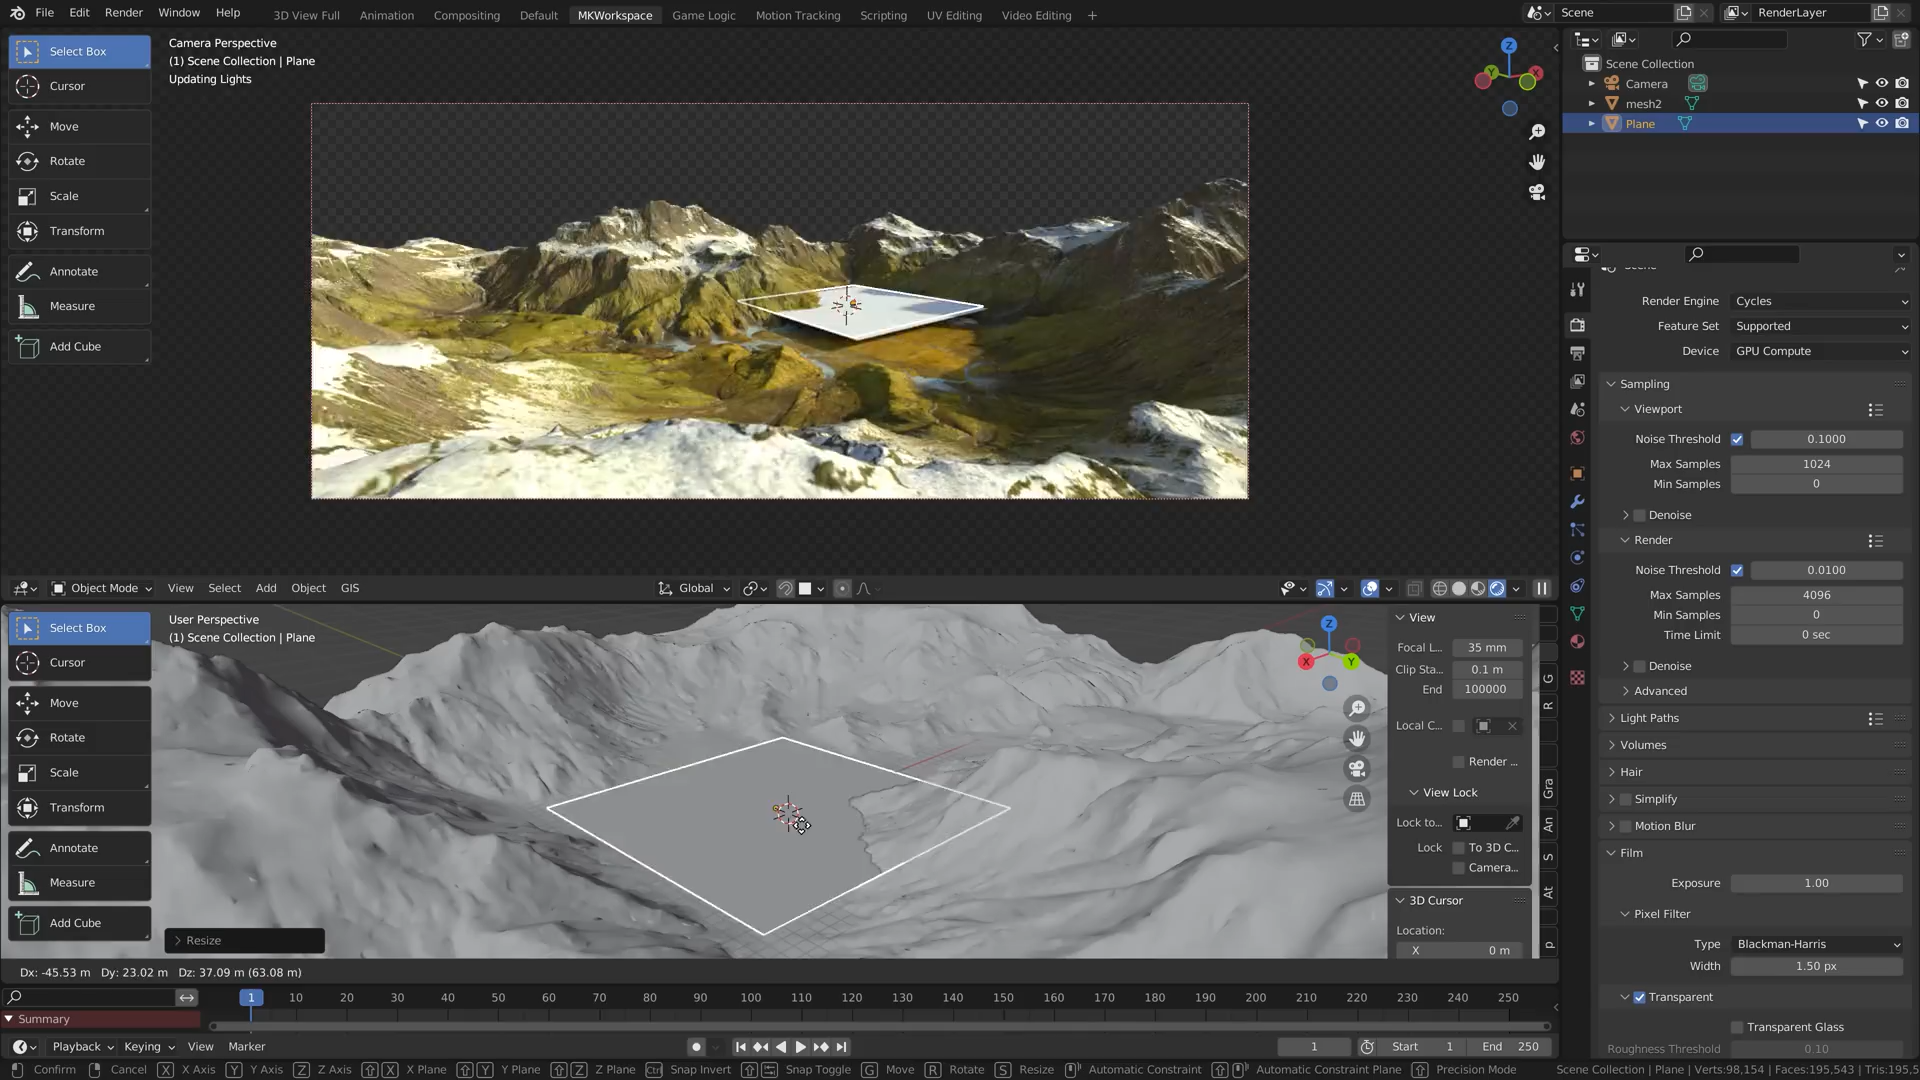 File Edit Render Window Help
3D View Full Animation Compositing Default MKWorkspace Game Logic Motion Tracking Scripting UV Editing Video Editing +
Scene RenderLayer
Select Box
Cursor
Move
Rotate
Scale
Transform
Annotate
Measure
Add Cube
Camera Perspective
(1) Scene Collection | Plane
Updating Lights
Z
Y X
Scene Collection
Camera
mesh2
Plane
Render Engine Cycles
Feature Set Supported
Device GPU Compute
Sampling
Viewport
Noise Threshold 0.1000
Max Samples 1024
Min Samples 0
Denoise
Render
Noise Threshold 0.0100
Max Samples 4096
Min Samples 0
Time Limit 0 sec
Denoise
Advanced
Light Paths
Volumes
Hair
Simplify
Motion Blur
Film
Exposure 1.00
Pixel Filter
Type Blackman-Harris
Width 1.50 px
Transparent
Transparent Glass
Roughness Threshold 0.10
Object Mode View Select Add Object GIS
Global
Select Box
Cursor
Move
Rotate
Scale
Transform
Annotate
Measure
Add Cube
User Perspective
(1) Scene Collection | Plane
Z
X Y
View
Focal L... 35 mm
Clip Sta... 0.1 m
End 100000
Local C...
Render ...
View Lock
Lock to...
Lock To 3D C...
Camera...
3D Cursor
Location:
X 0 m
G
R
Gra
An
S
At
p
Resize
Dx: -45.53 m Dy: 23.02 m Dz: 37.09 m (63.08 m)
1 10 20 30 40 50 60 70 80 90 100 110 120 130 140 150 160 170 180 190 200 210 220 230 240 250
Summary
Playback Keying View Marker
1 Start 1 End 250
Confirm Cancel X X Axis Y Y Axis Z Z Axis X X Plane Y Y Plane Z Z Plane Ctrl Snap Invert Snap Toggle G Move R Rotate S Resize Automatic Constraint Automatic Constraint Plane Precision Mode
Scene Collection | Plane | Verts:98,154 | Faces:195,543 | Tris:195,5